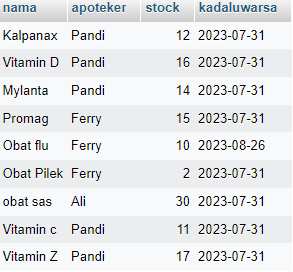 nama apoteker stock kadaluwarsa
Kalpanax Pandi 12 2023-07-31
Vitamin D Pandi 16 2023-07-31
Mylanta Pandi 14 2023-07-31
Promag Ferry 15 2023-07-31
Obat flu Ferry 10 2023-08-26
Obat Pilek Ferry 2 2023-07-31
obat sas Ali 30 2023-07-31
Vitamin c Pandi 11 2023-07-31
Vitamin Z Pandi 17 2023-07-31